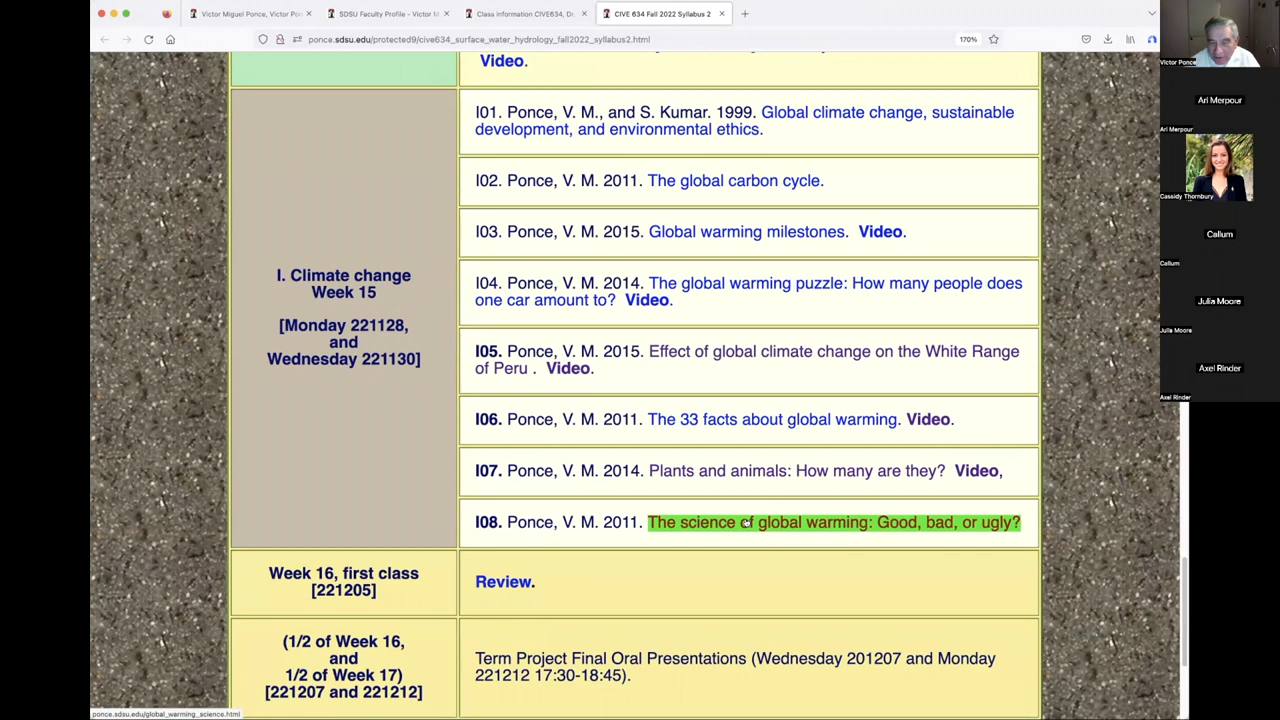 Victor Miguel Ponce, Victor Pon
SDSU Faculty Profile - Victor M
Class information CIVE634, D
CIVE 634 Fall 2022 Syllabus 2
ponce.sdsu.edu/protected9/cive634_surface_water_hydrology_fall2022_syllabus2.html
170%
Video.
I. Climate change
Week 15
[Monday 221128,
and
Wednesday 221130]
I01. Ponce, V. M., and S. Kumar. 1999. Global climate change, sustainable
development, and environmental ethics.
I02. Ponce, V. M. 2011. The global carbon cycle.
I03. Ponce, V. M. 2015. Global warming milestones. Video.
I04. Ponce, V. M. 2014. The global warming puzzle: How many people does
one car amount to? Video.
I05. Ponce, V. M. 2015. Effect of global climate change on the White Range
of Peru . Video.
I06. Ponce, V. M. 2011. The 33 facts about global warming. Video.
I07. Ponce, V. M. 2014. Plants and animals: How many are they? Video,
I08. Ponce, V. M. 2011. The science of global warming: Good, bad, or ugly?
Week 16, first class
[221205]
Review.
(1/2 of Week 16,
and
1/2 of Week 17)
[221207 and 221212]
Term Project Final Oral Presentations (Wednesday 201207 and Monday
221212 17:30-18:45).
ponce.sdsu.edu/global_warming_science.html
Victor Ponce
Ari Merpour
Ari Merpour
Cassidy Thornbury
Callum
Callum
Julia Moore
Julia Moore
Axel Rinder
Axel Rinder